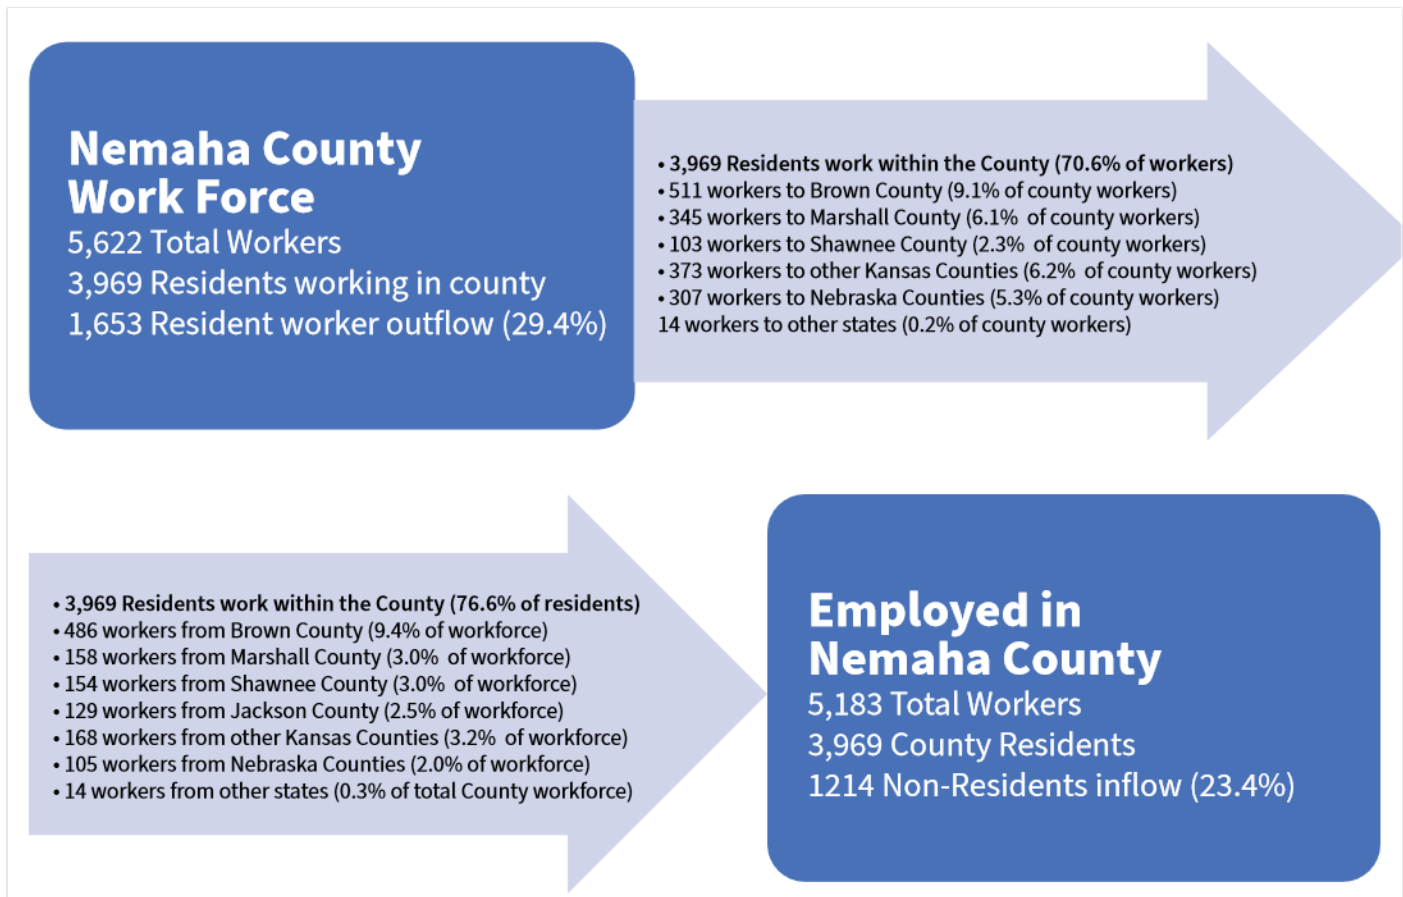 Nemaha County
Work Force
5,622 Total Workers
3,969 Residents working in county
1,653 Resident worker outflow (29.4%)
• 3,969 Residents work within the County (70.6% of workers)
• 511 workers to Brown County (9.1% of county workers)
• 345 workers to Marshall County (6.1%  of county workers)
• 103 workers to Shawnee County (2.3%  of county workers)
• 373 workers to other Kansas Counties (6.2%  of county workers)
• 307 workers to Nebraska Counties (5.3% of county workers)
14 workers to other states (0.2% of county workers)
• 3,969 Residents work within the County (76.6% of residents)
• 486 workers from Brown County (9.4% of workforce)
• 158 workers from Marshall County (3.0%  of workforce)
• 154 workers from Shawnee County (3.0%  of workforce)
• 129 workers from Jackson County (2.5% of workforce)
• 168 workers from other Kansas Counties (3.2%  of workforce)
• 105 workers from Nebraska Counties (2.0% of workforce)
• 14 workers from other states (0.3% of total County workforce)
Employed in
Nemaha County
5,183 Total Workers
3,969 County Residents
1214 Non-Residents inflow (23.4%)